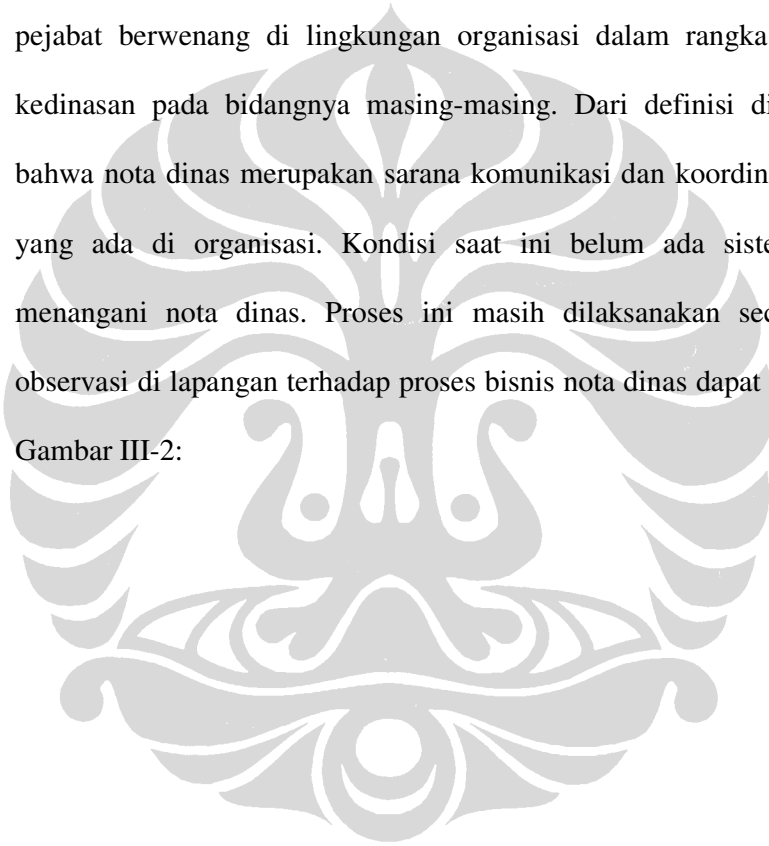 pejabat berwenang di lingkungan organisasi dalam rangka
kedinasan pada bidangnya masing-masing. Dari definisi di
bahwa nota dinas merupakan sarana komunikasi dan koordin
yang ada di organisasi. Kondisi saat ini belum ada siste
menangani nota dinas. Proses ini masih dilaksanakan sec
observasi di lapangan terhadap proses bisnis nota dinas dapat
Gambar III-2: